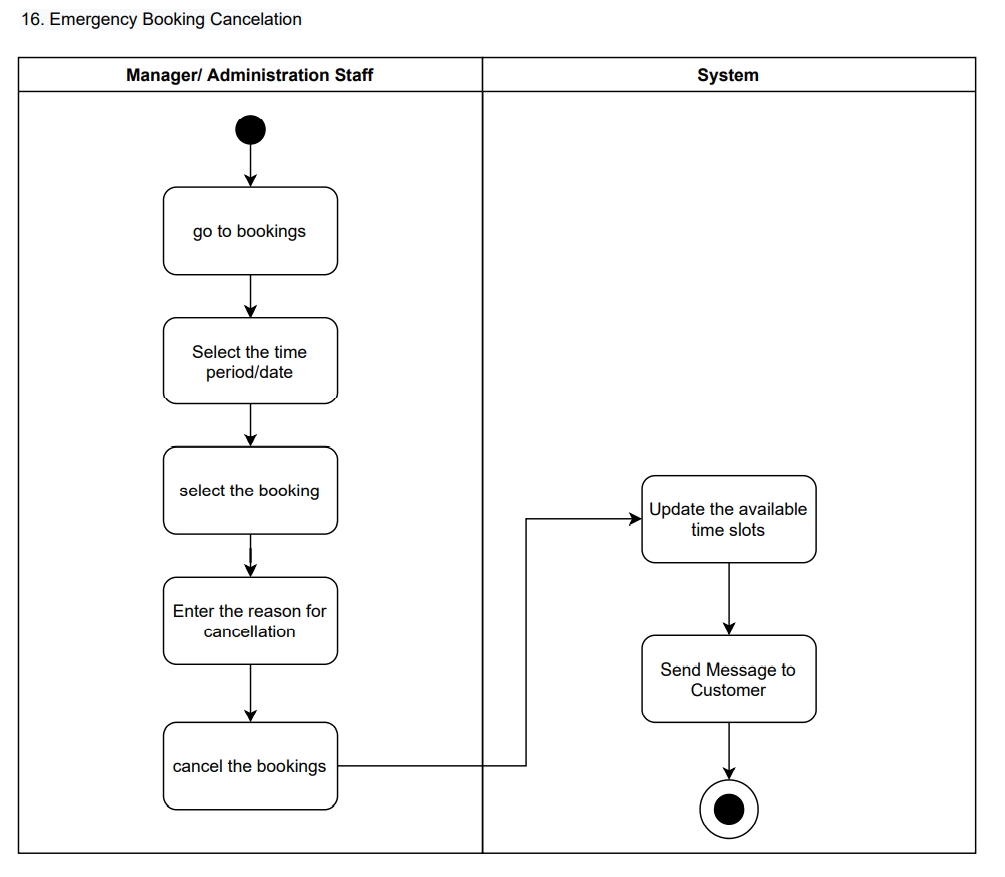 16. Emergency Booking Cancelation
Manager/ Administration Staff
System
go to bookings
Select the time
period/date
select the booking
Enter the reason for
cancellation
cancel the bookings
Update the available
time slots
Send Message to
Customer